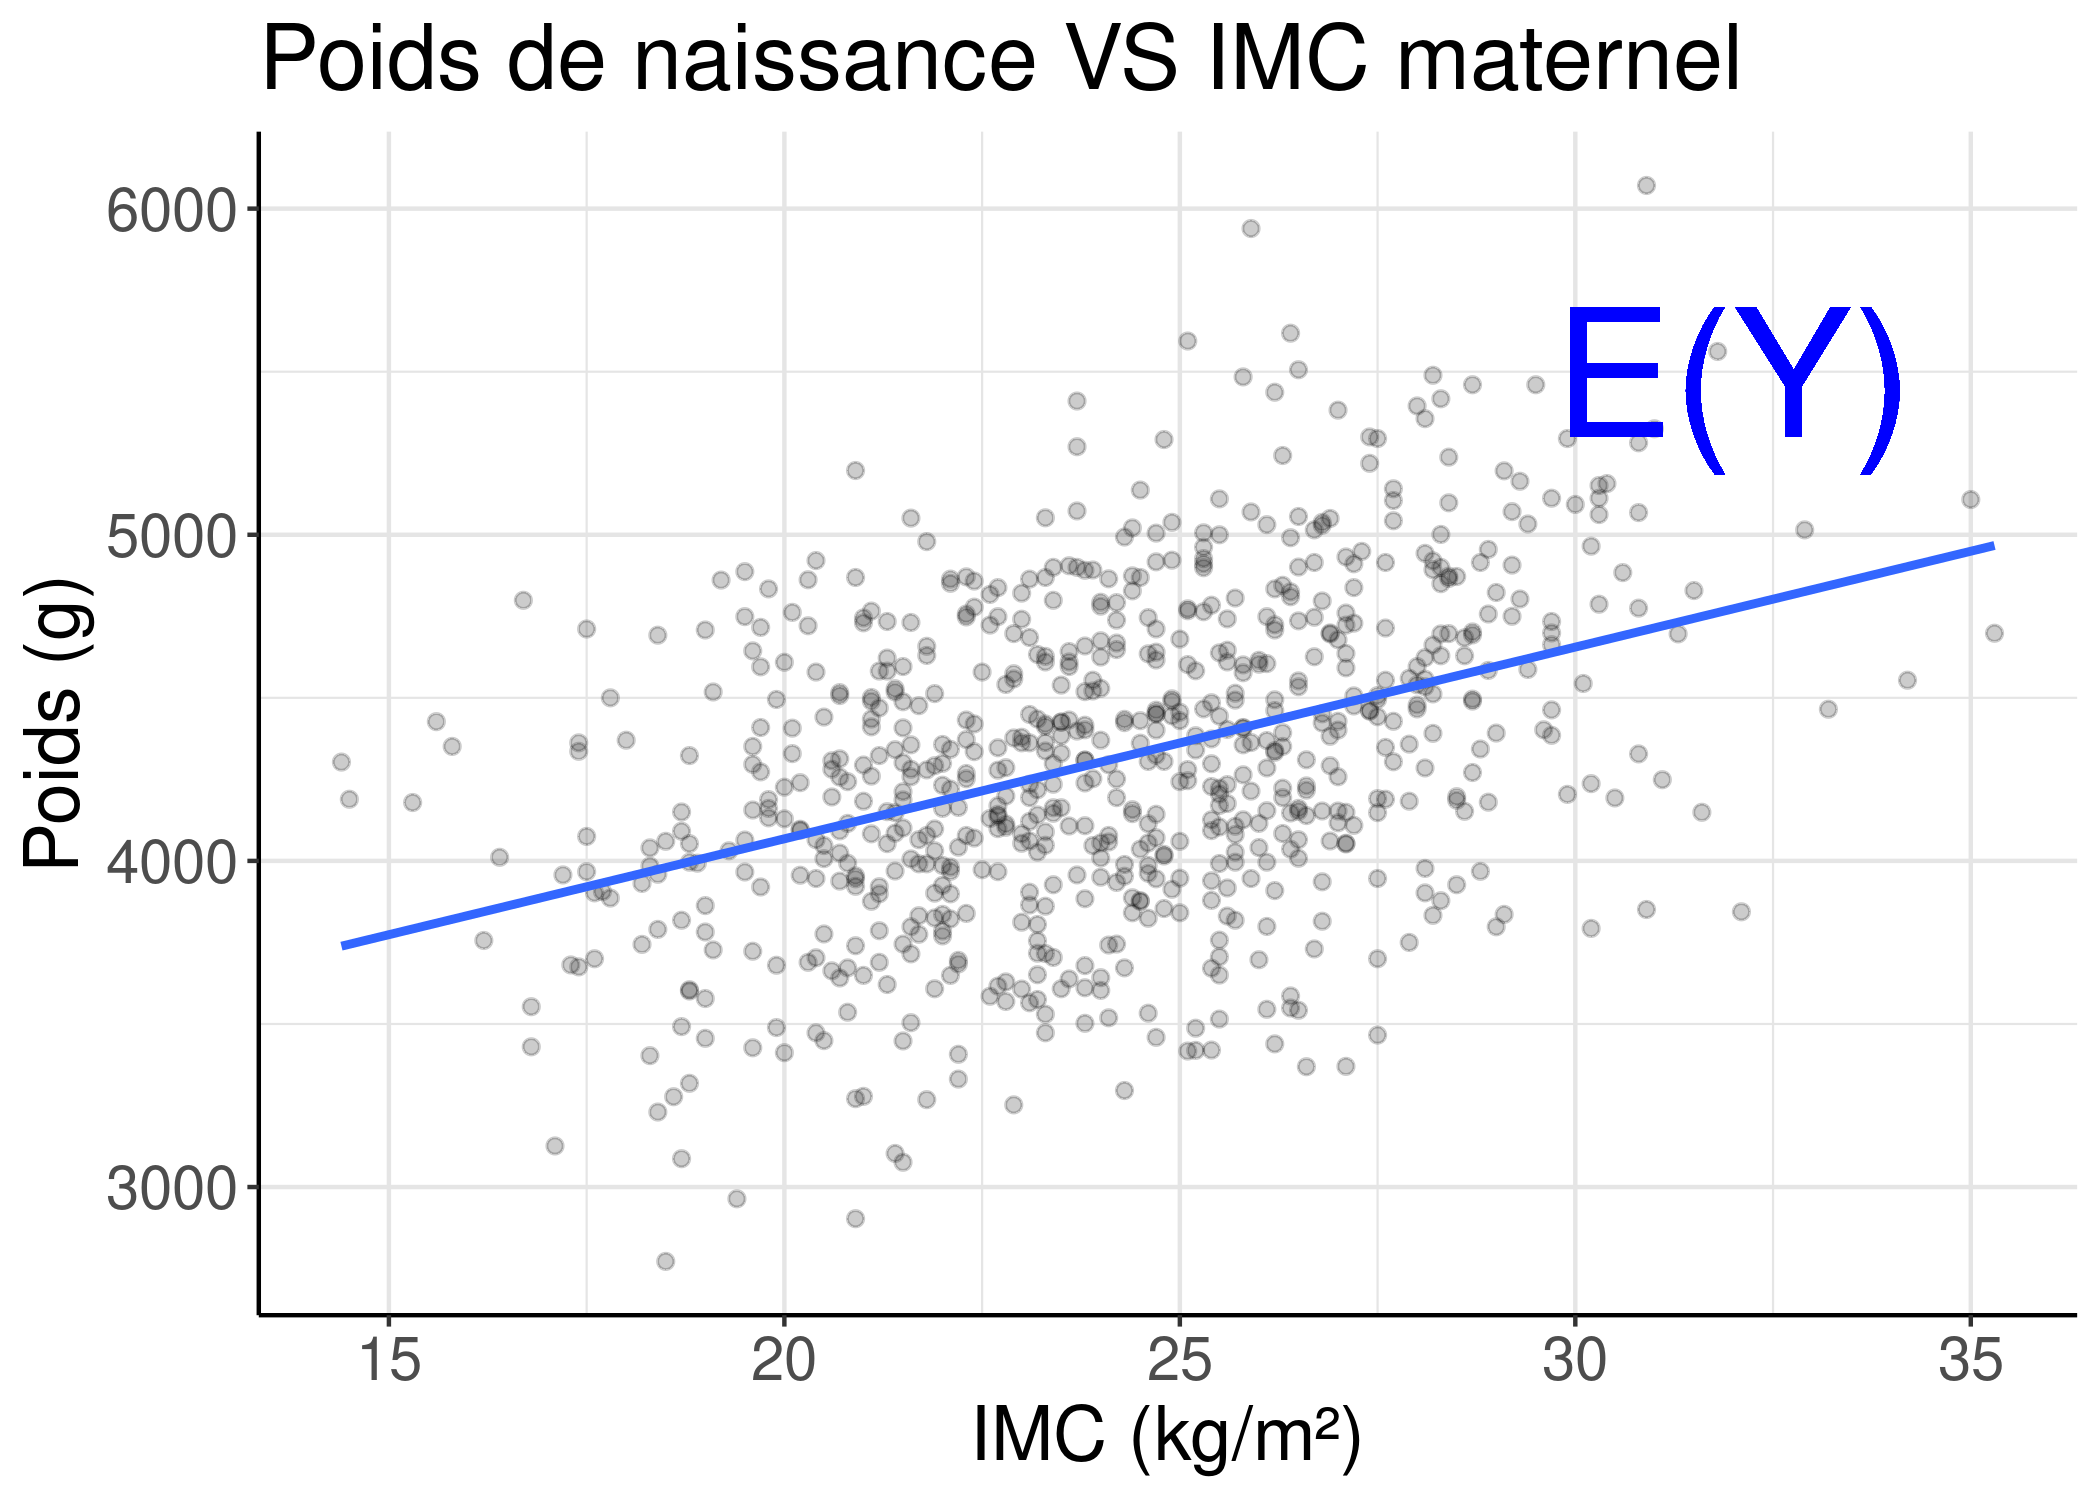 Poids de naissance VS IMC maternel
6000
E(Y)
5000
4000
3000
Poids (g)
15 20 25 30 35
IMC (kg/m²)